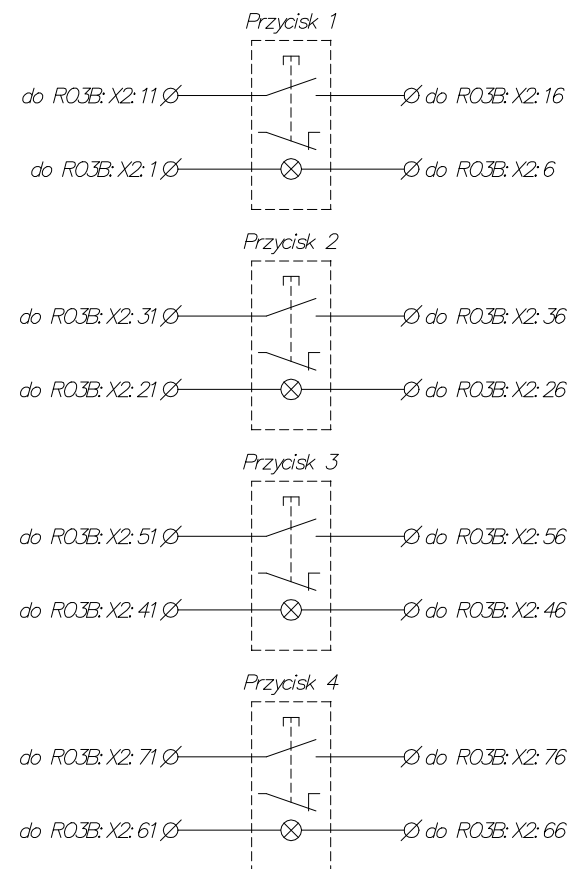 Przycisk 1
do R03B:X2:11 do R03B:X2:16
do R03B:X2:1 do R03B:X2:6
Przycisk 2
do R03B:X2:31 do R03B:X2:36
do R03B:X2:21 do R03B:X2:26
Przycisk 3
do R03B:X2:51 do R03B:X2:56
do R03B:X2:41 do R03B:X2:46
Przycisk 4
do R03B:X2:71 do R03B:X2:76
do R03B:X2:61 do R03B:X2:66